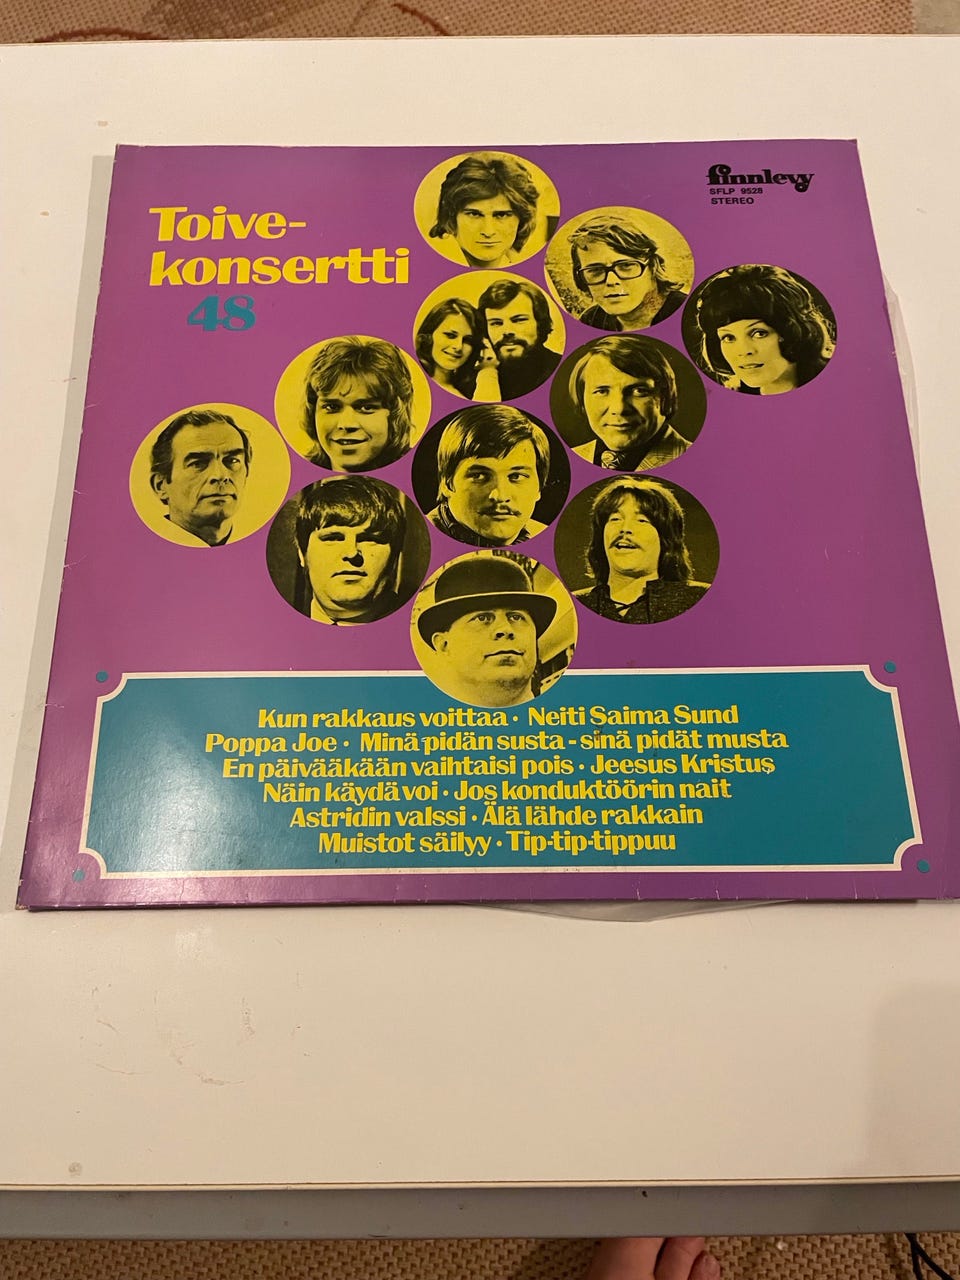 Toive-
konsertti
48
finnlevy
SFLP 9528
STEREO
Kun rakkaus voittaa • Neiti Saima Sund
Poppa Joe • Minä pidän susta - sinä pidät musta
En päivääkään vaihtaisi pois • Jeesus Kristus
Näin käydä voi • Jos konduktöörin nait
Astridin valssi • Älä lähde rakkain
Muistot säilyy • Tip-tip-tippuu